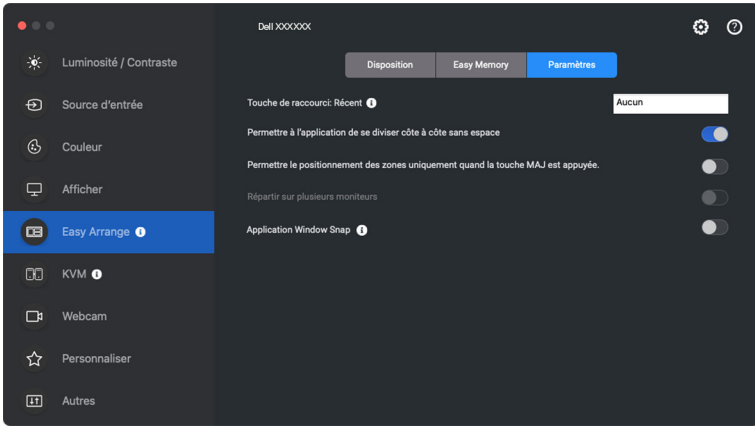 Dell XXXXXX
Luminosité / Contraste
Source d'entrée
Couleur
Afficher
Easy Arrange
KVM
Webcam
Personnaliser
Autres
Disposition Easy Memory Paramètres
Touche de raccourci: Récent Aucun
Permettre à l'application de se diviser côte à côte sans espace
Permettre le positionnement des zones uniquement quand la touche MAJ est appuyée.
Répartir sur plusieurs moniteurs
Application Window Snap